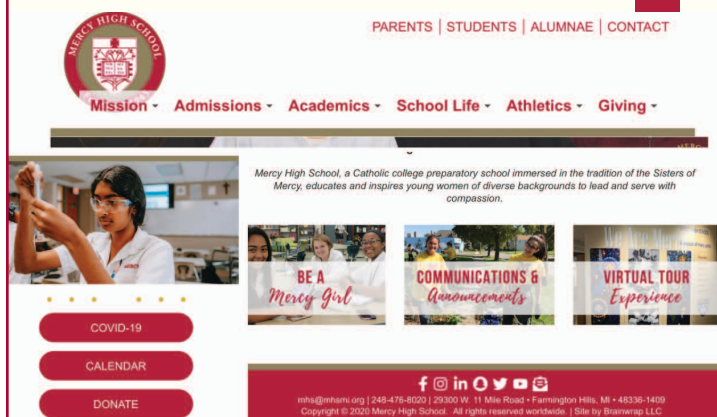 MERCY HIGH SCHOOL
PARENTS | STUDENTS | ALUMNAE | CONTACT
Mission Admissions Academics School Life Athletics Giving
Mercy High School, a Catholic college preparatory school immersed in the tradition of the Sisters of
Mercy, educates and inspires young women of diverse backgrounds to lead and serve with
compassion.
BE A
Mercy Girl
COMMUNICATIONS &
Announcements
VIRTUAL TOUR
Experience
COVID-19
CALENDAR
DONATE
mhs@mhsmi.org | 248-476-8020 | 29300 W. 11 Mile Road • Farmington Hills, MI • 48336-1409
Copyright © 2020 Mercy High School. All rights reserved worldwide. | Site by Brainwrap LLC